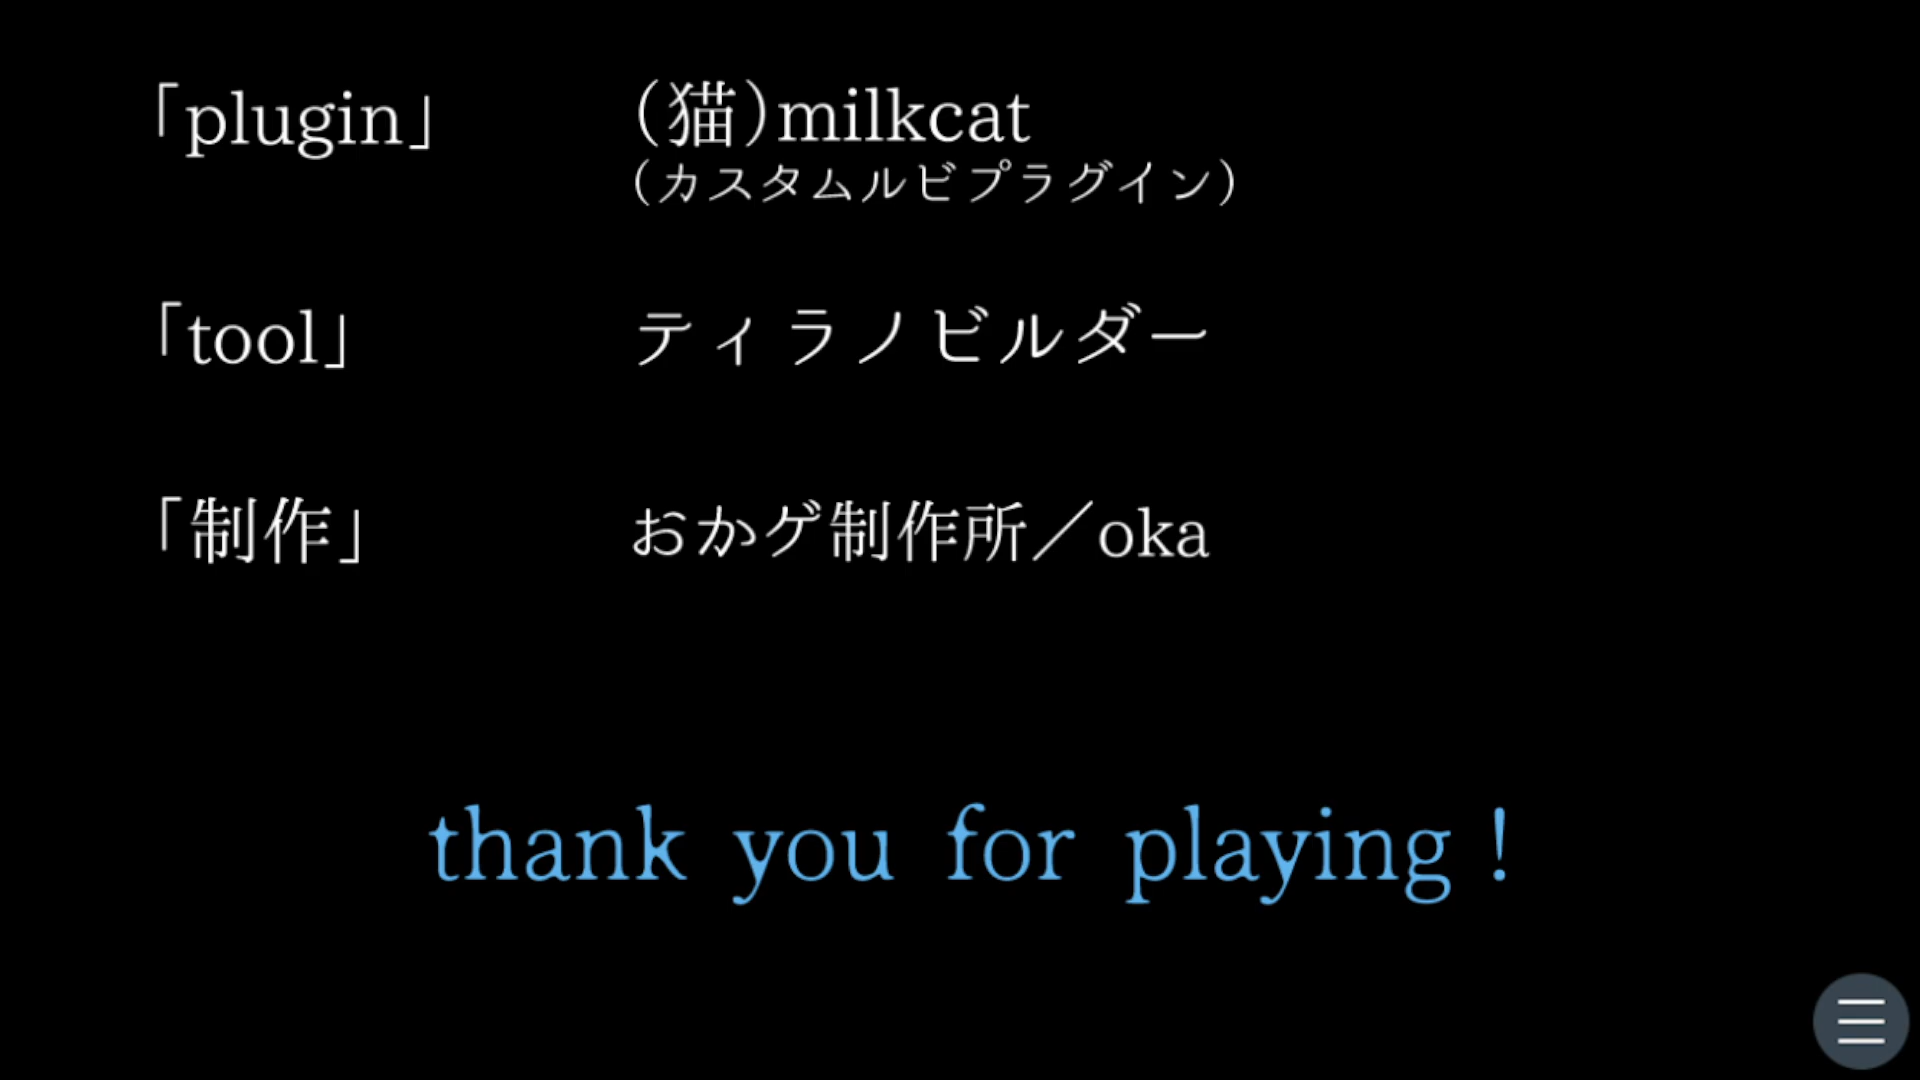 「plugin」 （猫）milkcat
（カスタムルビプラグイン）
「tool」 ティラノビルダー
「制作」 おかゲ制作所／oka
thank you for playing！